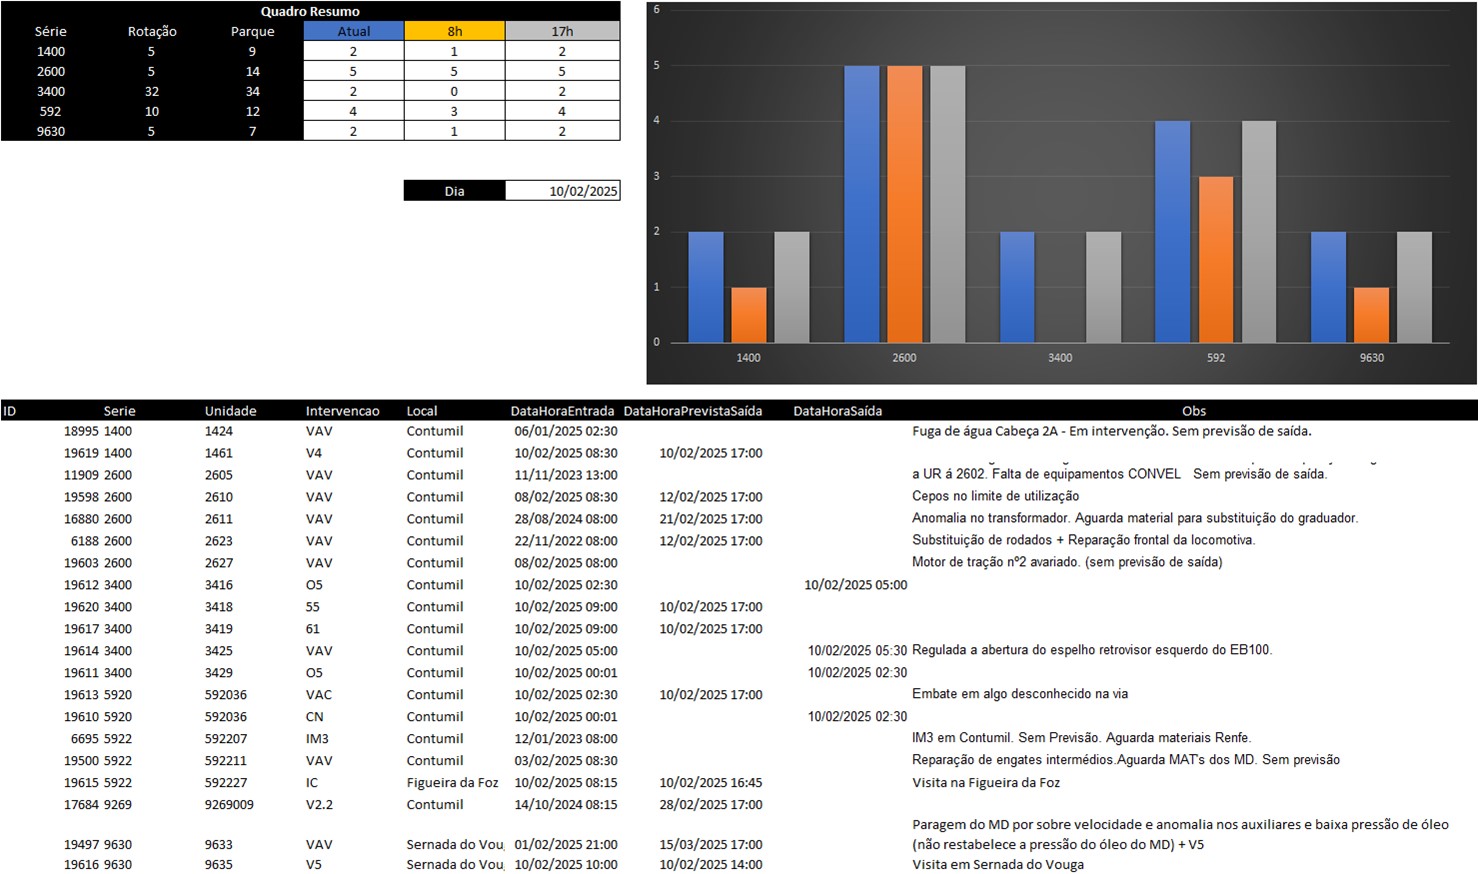 Quadro Resumo
Série Rotação Parque Atual 8h 17h
1400 5 9 2 1 2
2600 5 14 5 5 5
3400 32 34 2 0 2
592 10 12 4 3 4
9630 5 7 2 1 2
Dia 10/02/2025
6
5
4
3
2
1
0
1400 2600 3400 592 9630
ID Serie Unidade Intervencao Local DataHoraEntrada DataHoraPrevistaSaída DataHoraSaída Obs
18995 1400 1424 VAV Contumil 06/01/2025 02:30 Fuga de água Cabeça 2A - Em intervenção. Sem previsão de saída.
19619 1400 1461 V4 Contumil 10/02/2025 08:30 10/02/2025 17:00
11909 2600 2605 VAV Contumil 11/11/2023 13:00 a UR á 2602. Falta de equipamentos CONVEL Sem previsão de saída.
19598 2600 2610 VAV Contumil 08/02/2025 08:30 12/02/2025 17:00 Cepos no limite de utilização
16880 2600 2611 VAV Contumil 28/08/2024 08:00 21/02/2025 17:00 Anomalia no transformador. Aguarda material para substituição do graduador.
6188 2600 2623 VAV Contumil 22/11/2022 08:00 12/02/2025 17:00 Substituição de rodados + Reparação frontal da locomotiva.
19603 2600 2627 VAV Contumil 08/02/2025 08:00 Motor de tração nº2 avariado. (sem previsão de saída)
19612 3400 3416 O5 Contumil 10/02/2025 02:30 10/02/2025 05:00
19620 3400 3418 55 Contumil 10/02/2025 09:00 10/02/2025 17:00
19617 3400 3419 61 Contumil 10/02/2025 09:00 10/02/2025 17:00
19614 3400 3425 VAV Contumil 10/02/2025 05:00 10/02/2025 05:30 Regulada a abertura do espelho retrovisor esquerdo do EB100.
19611 3400 3429 O5 Contumil 10/02/2025 00:01 10/02/2025 02:30
19613 5920 592036 VAC Contumil 10/02/2025 02:30 10/02/2025 17:00 Embate em algo desconhecido na via
19610 5920 592036 CN Contumil 10/02/2025 00:01 10/02/2025 02:30
6695 5922 592207 IM3 Contumil 12/01/2023 08:00 IM3 em Contumil. Sem Previsão. Aguarda materiais Renfe.
19500 5922 592211 VAV Contumil 03/02/2025 08:30 Reparação de engates intermédios.Aguarda MAT's dos MD. Sem previsão
19615 5922 592227 IC Figueira da Foz 10/02/2025 08:15 10/02/2025 16:45 Visita na Figueira da Foz
17684 9269 9269009 V2.2 Contumil 14/10/2024 08:15 28/02/2025 17:00
Paragem do MD por sobre velocidade e anomalia nos auxiliares e baixa pressão de óleo
19497 9630 9633 VAV Sernada do Vou 01/02/2025 21:00 15/03/2025 17:00 (não restabelece a pressão do óleo do MD) + V5
19616 9630 9635 V5 Sernada do Vou 10/02/2025 10:00 10/02/2025 14:00 Visita em Sernada do Vouga